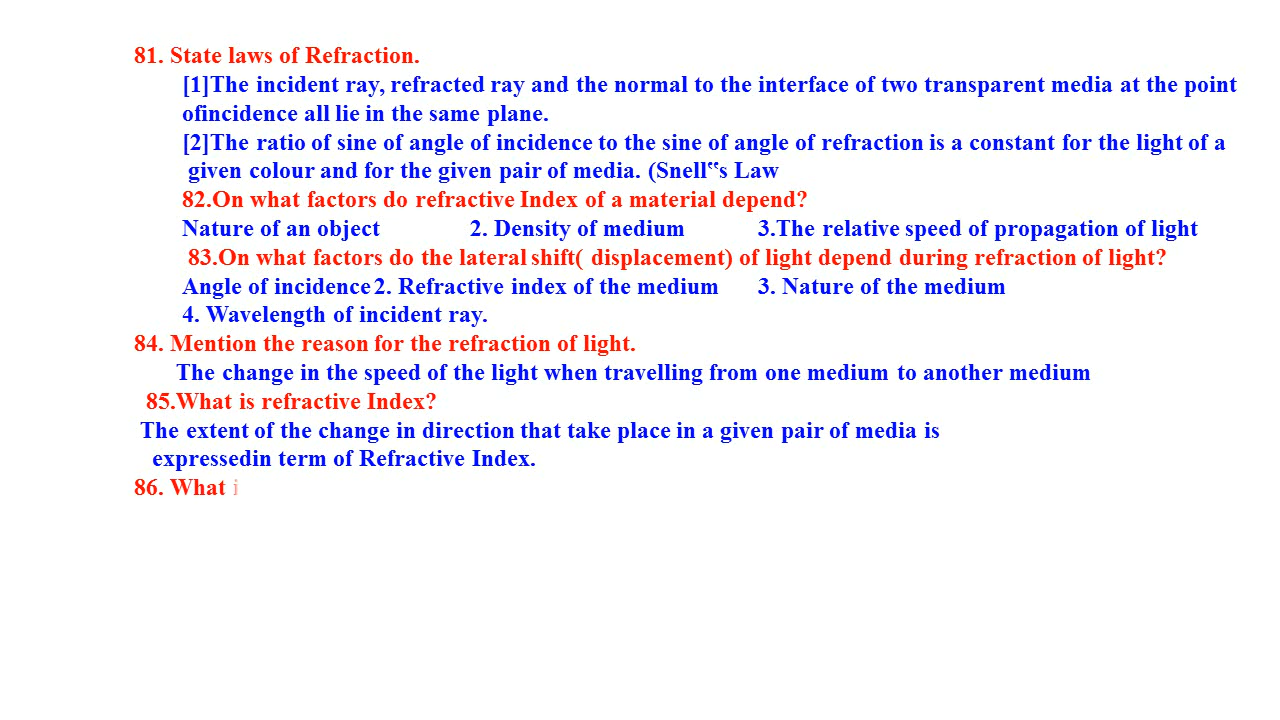 81. State laws of Refraction.
[1]The incident ray, refracted ray and the normal to the interface of two transparent media at the point
ofincidence all lie in the same plane.
[2]The ratio of sine of angle of incidence to the sine of angle of refraction is a constant for the light of a
given colour and for the given pair of media. (Snell‟s Law
82.On what factors do refractive Index of a material depend?
Nature of an object 2. Density of medium 3.The relative speed of propagation of light
83.On what factors do the lateral shift( displacement) of light depend during refraction of light?
Angle of incidence 2. Refractive index of the medium 3. Nature of the medium
4. Wavelength of incident ray.
84. Mention the reason for the refraction of light.
The change in the speed of the light when travelling from one medium to another medium
85.What is refractive Index?
The extent of the change in direction that take place in a given pair of media is
expressedin term of Refractive Index.
86. What i